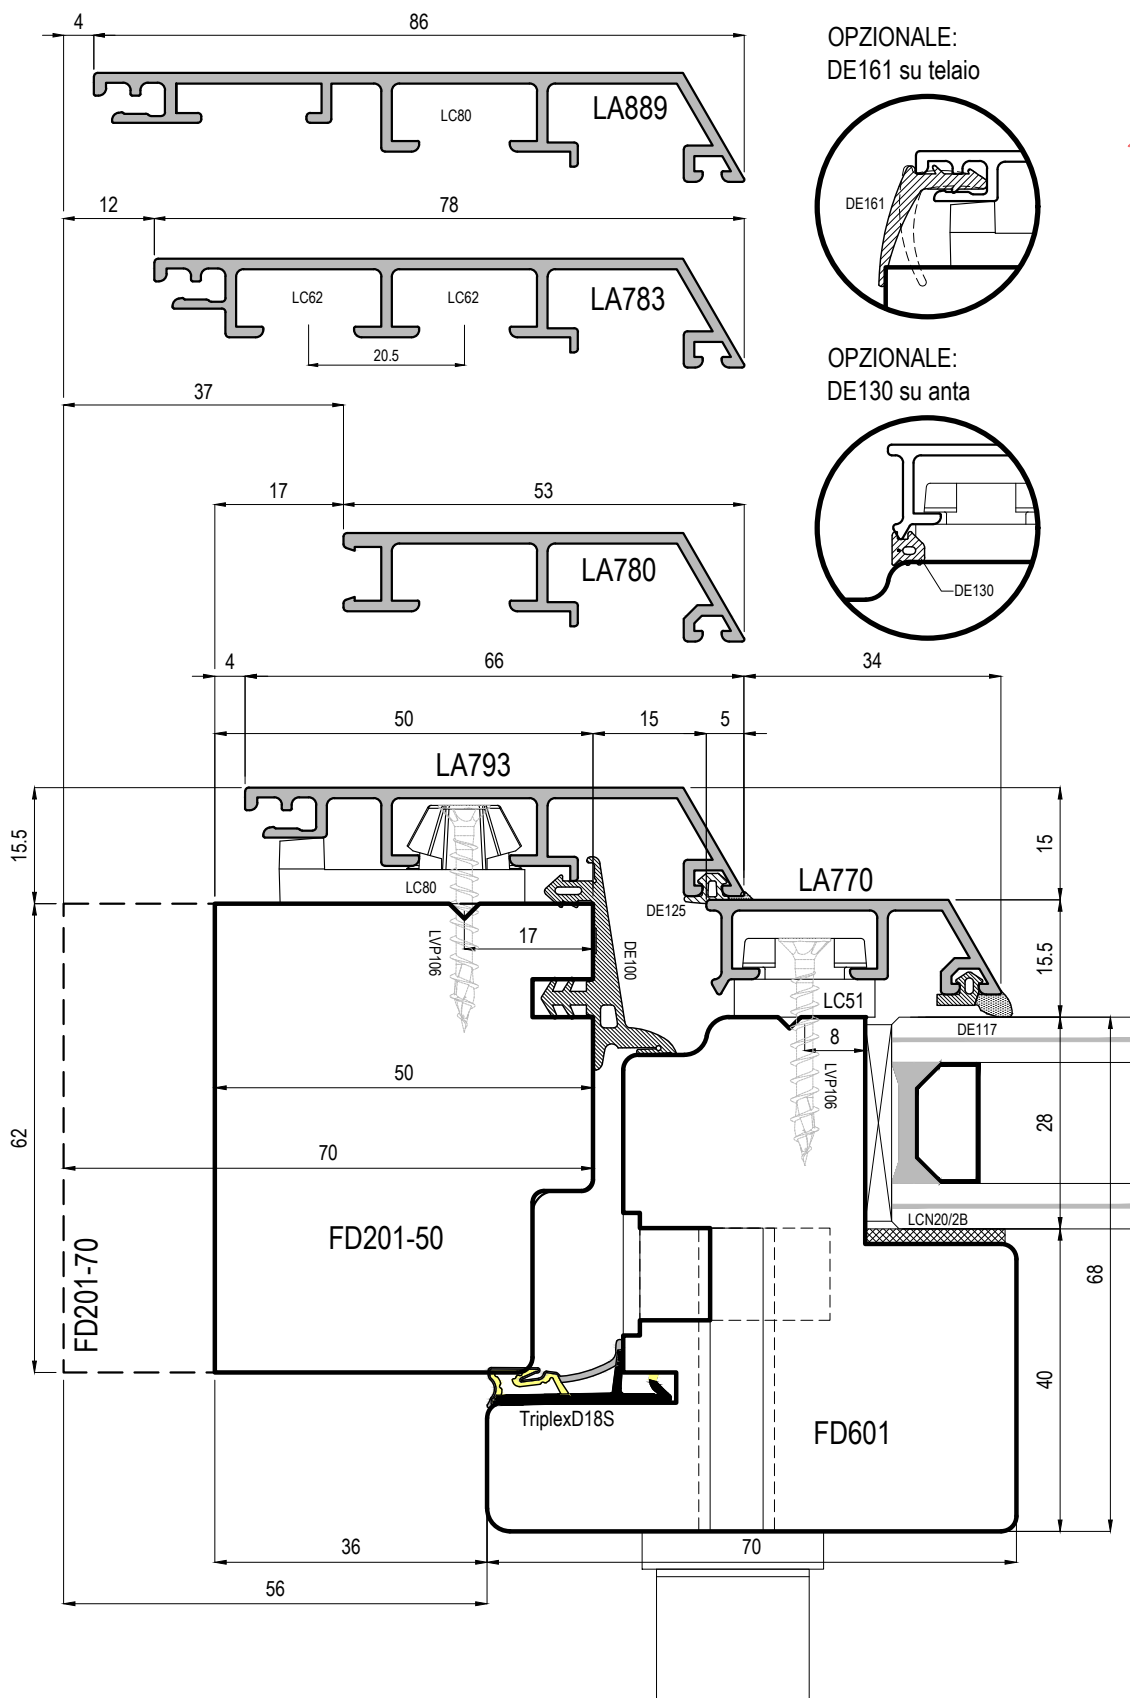 4
86
OPZIONALE:
DE161 su telaio
LC80
LA889
DE161
12
78
LC62
LC62
LA783
20.5
OPZIONALE:
DE130 su anta
37
17
53
LA780
DE130
4
66
34
50
15
5
LA793
15.5
15
LC80
LA770
DE125
17
LVP106
DE100
15.5
LC51
DE117
8
LVP106
50
28
62
70
LCN20/2B
FD201-50
FD201-70
68
40
TriplexD18S
FD601
36
70
56